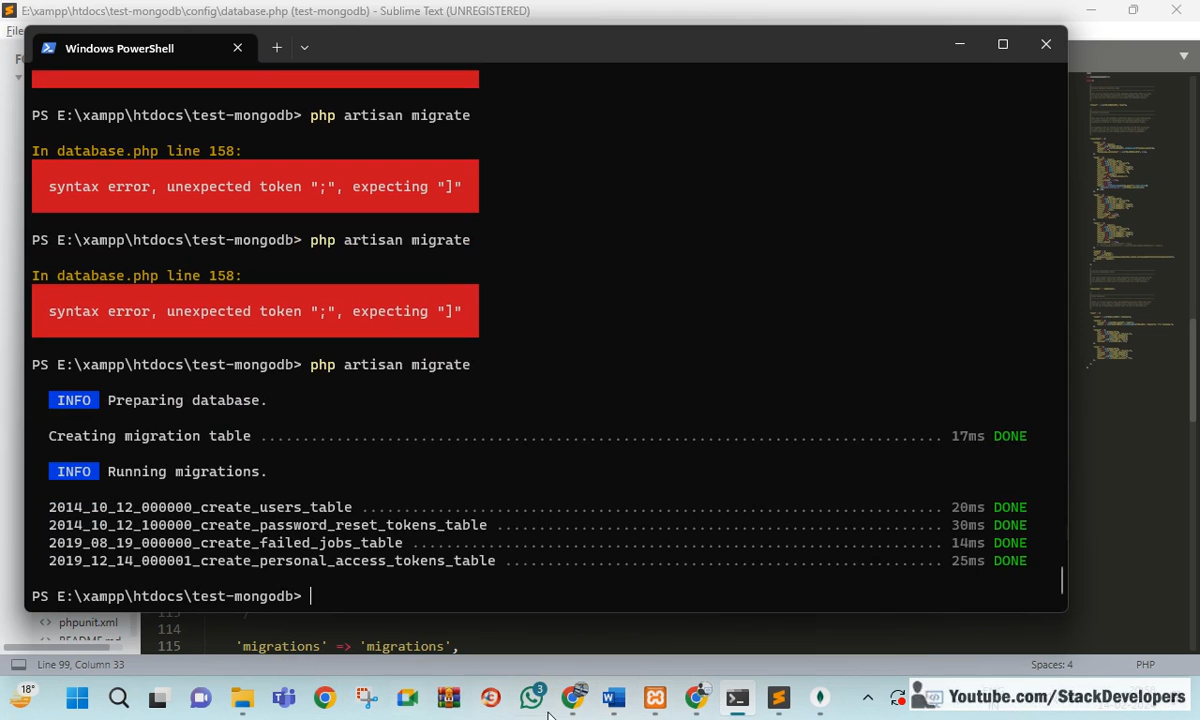 E:\xampp\htdocs\test-mongodb\config\database.php (test-mongodb) - Sublime Text (UNREGISTERED)
File
Windows PowerShell
PS E:\xampp\htdocs\test-mongodb> php artisan migrate
In database.php line 158:
syntax error, unexpected token ";", expecting "]"
PS E:\xampp\htdocs\test-mongodb> php artisan migrate
In database.php line 158:
syntax error, unexpected token ";", expecting "]"
PS E:\xampp\htdocs\test-mongodb> php artisan migrate
INFO Preparing database.
Creating migration table ................................................................................. 17ms DONE
INFO Running migrations.
2014_10_12_000000_create_users_table ..................................................................... 20ms DONE
2014_10_12_100000_create_password_reset_tokens_table ..................................................... 30ms DONE
2019_08_19_000000_create_failed_jobs_table ............................................................... 14ms DONE
2019_12_14_000001_create_personal_access_tokens_table .................................................... 25ms DONE
PS E:\xampp\htdocs\test-mongodb>
phpunit.xml
README.md
114
115 'migrations' => 'migrations',
Line 99, Column 33
Spaces: 4
PHP
18°
3
Youtube.com/StackDevelopers